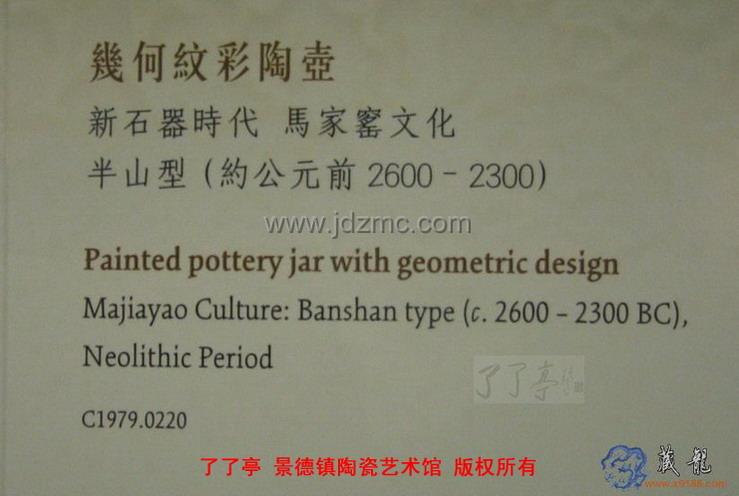 幾何紋彩陶壺
新石器時代 馬家窰文化
半山型 (約公元前 2600 - 2300)
www.jdzmc.com
Painted pottery jar with geometric design
Majiayao Culture: Banshan type (c. 2600 – 2300 BC),
Neolithic Period
了了亭
C1979.0220
了了亭 景德镇陶瓷艺术馆 版权所有
藏龍
www.a9188.com